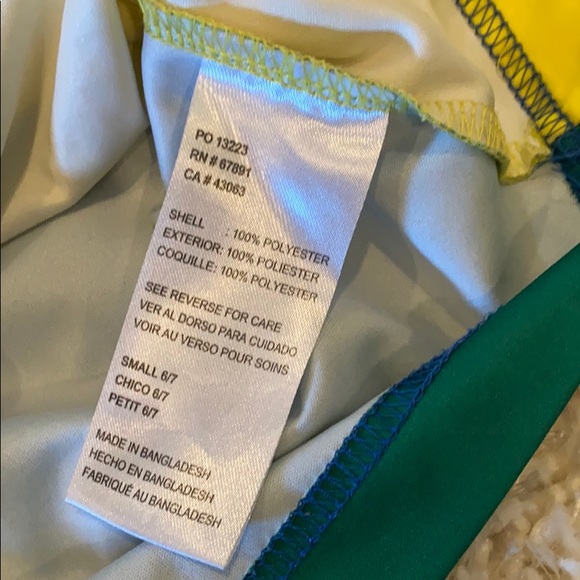 PO 13223
RN # 67891
CA # 43063
SHELL : 100% POLYESTER
EXTERIOR: 100% POLIESTER
COQUILLE: 100% POLYESTER
SEE REVERSE FOR CARE
VER AL DORSO PARA CUIDADO
VOIR AU VERSO POUR SOINS
SMALL 6/7
CHICO 6/7
PETIT 6/7
MADE IN BANGLADESH
HECHO EN BANGLADESH
FABRIQUÉ AU BANGLADESH